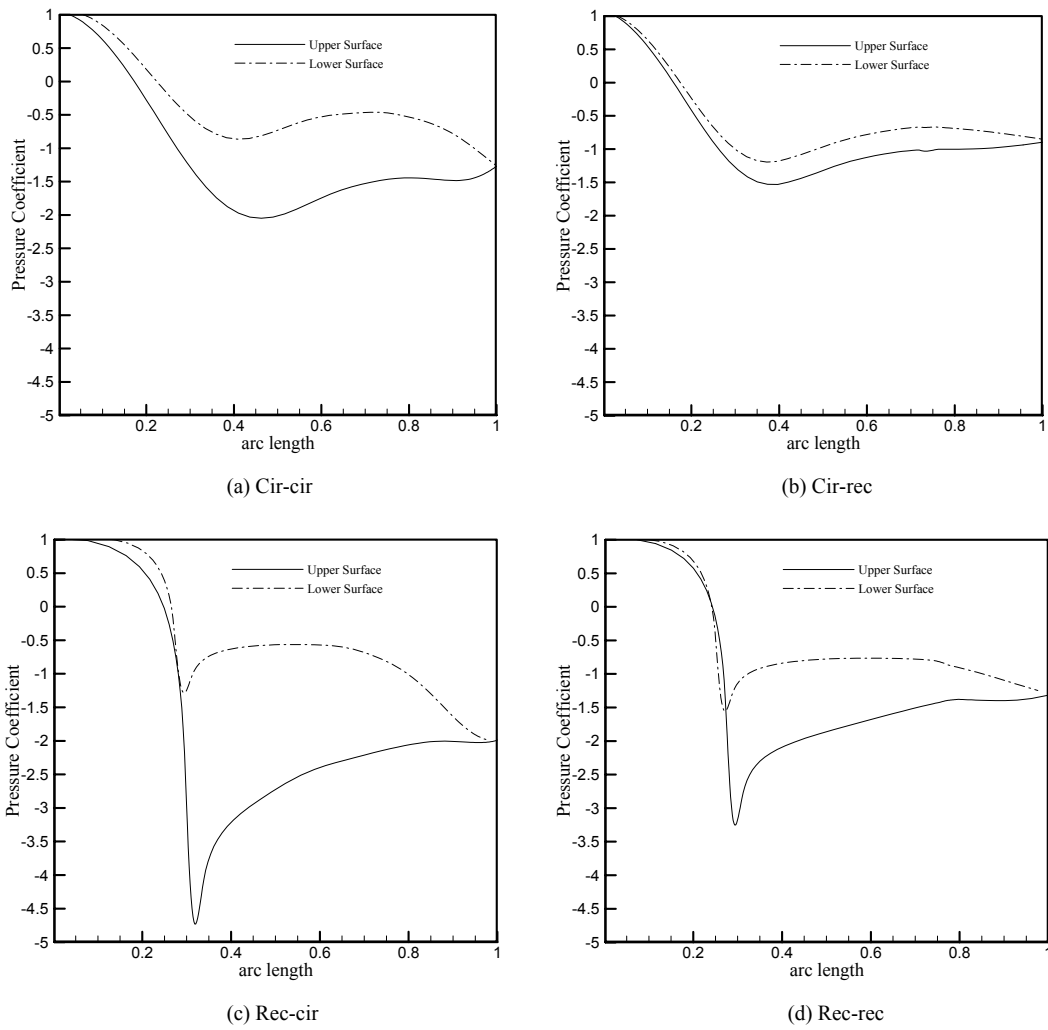 1
0.5
0
-0.5
-1
-1.5
-2
-2.5
-3
-3.5
-4
-4.5
-5
Pressure Coefficient
Upper Surface
Lower Surface
0.2 0.4 0.6 0.8 1
arc length
(a) Cir-cir
1
0.5
0
-0.5
-1
-1.5
-2
-2.5
-3
-3.5
-4
-4.5
-5
Pressure Coefficient
Upper Surface
Lower Surface
0.2 0.4 0.6 0.8 1
arc length
(b) Cir-rec
1
0.5
0
-0.5
-1
-1.5
-2
-2.5
-3
-3.5
-4
-4.5
-5
Pressure Coefficient
Upper Surface
Lower Surface
0.2 0.4 0.6 0.8 1
arc length
(c) Rec-cir
1
0.5
0
-0.5
-1
-1.5
-2
-2.5
-3
-3.5
-4
-4.5
-5
Pressure Coefficient
Upper Surface
Lower Surface
0.2 0.4 0.6 0.8 1
arc length
(d) Rec-rec